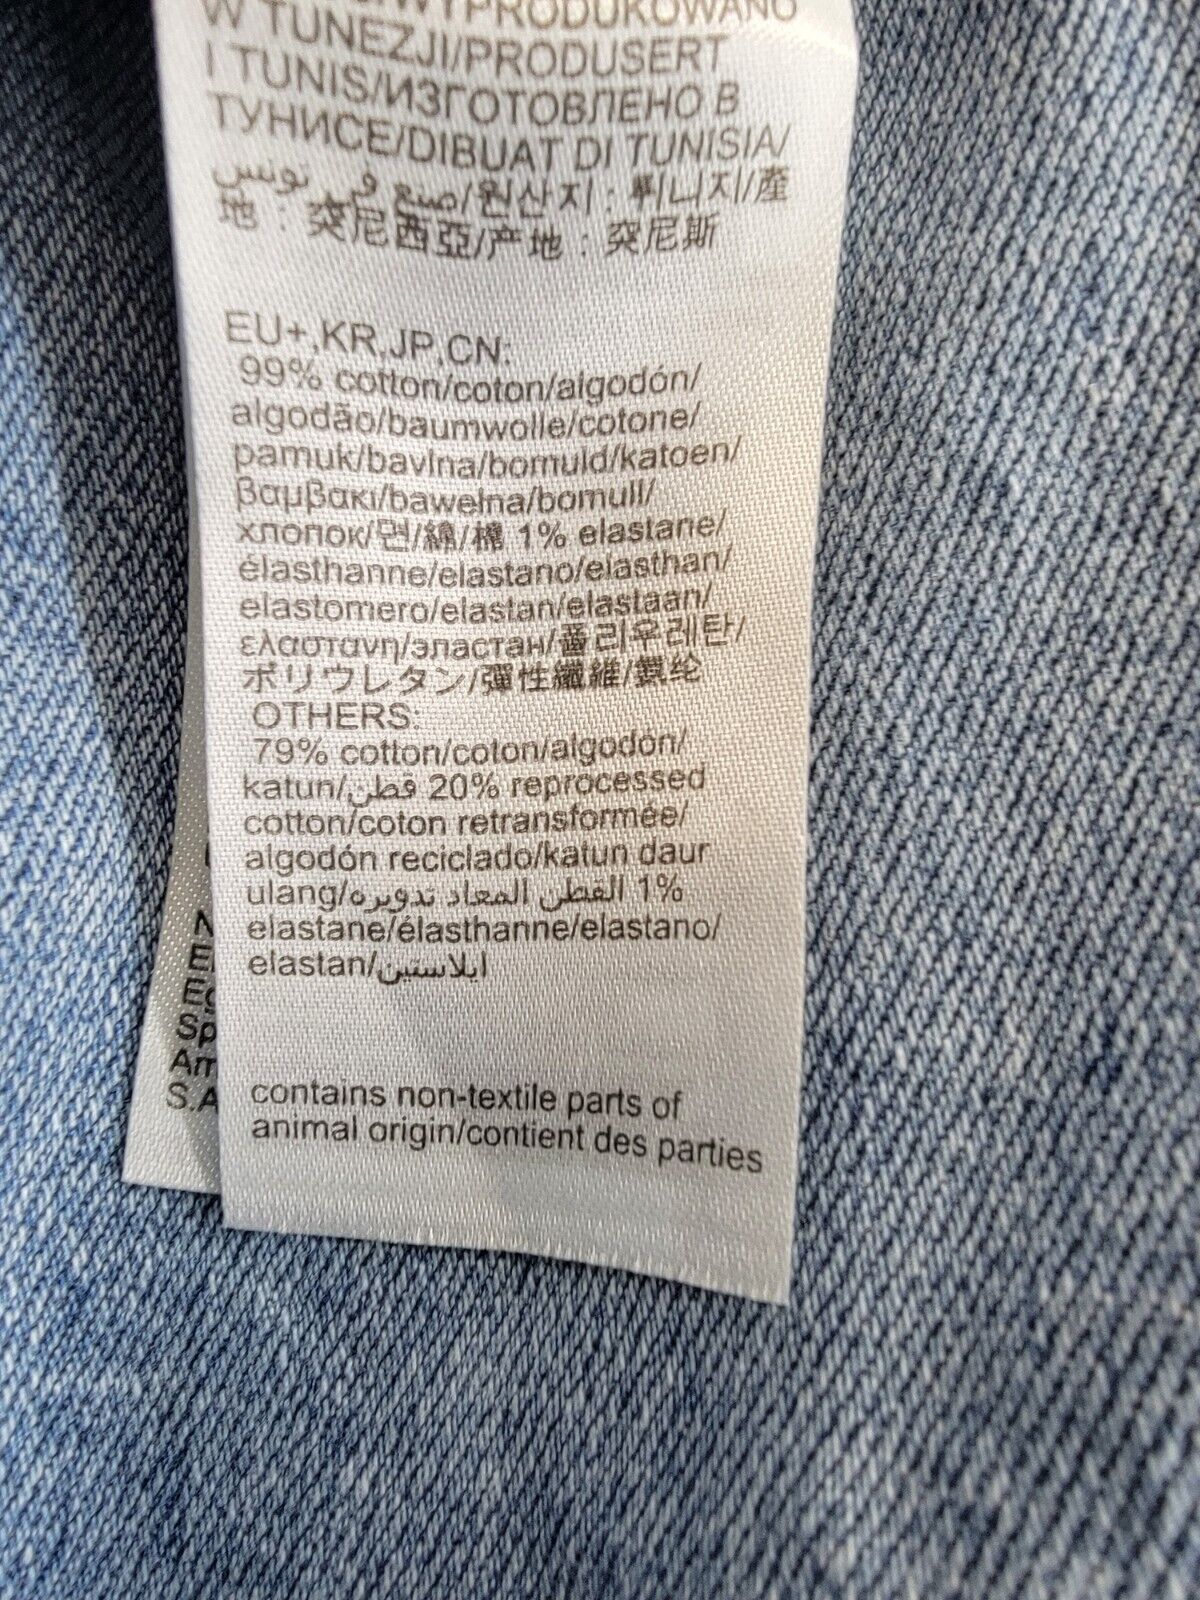 WYPRODUKOWANO
W TUNEZJI/PRODUSERT
I TUNIS/ИЗГОТОВЛЕНО В
ТУНИСЕ/DIBUAT DI TUNISIA/
صنع في تونس/원산지 : 튀니지/產
地 : 突尼西亞/产地 : 突尼斯
EU+,KR,JP,CN:
99% cotton/coton/algodón/
algodão/baumwolle/cotone/
pamuk/bavlna/bomuld/katoen/
βαμβακι/bawełna/bomull/
хлопок/면/綿/棉 1% elastane/
élasthanne/elastano/elasthan/
elastomero/elastan/elastaan/
ελαστανη/эластан/폴리우레탄/
ポリウレタン/彈性纖維/氨纶
OTHERS:
79% cotton/coton/algodón/
katun/قطن 20% reprocessed
cotton/coton retransformée/
algodón reciclado/katun daur
ulang/القطن المعاد تدويره 1%
elastane/élasthanne/elastano/
elastan/ايلاستين
contains non-textile parts of
animal origin/contient des parties
N
E
Eg
Sp
Am
S.A